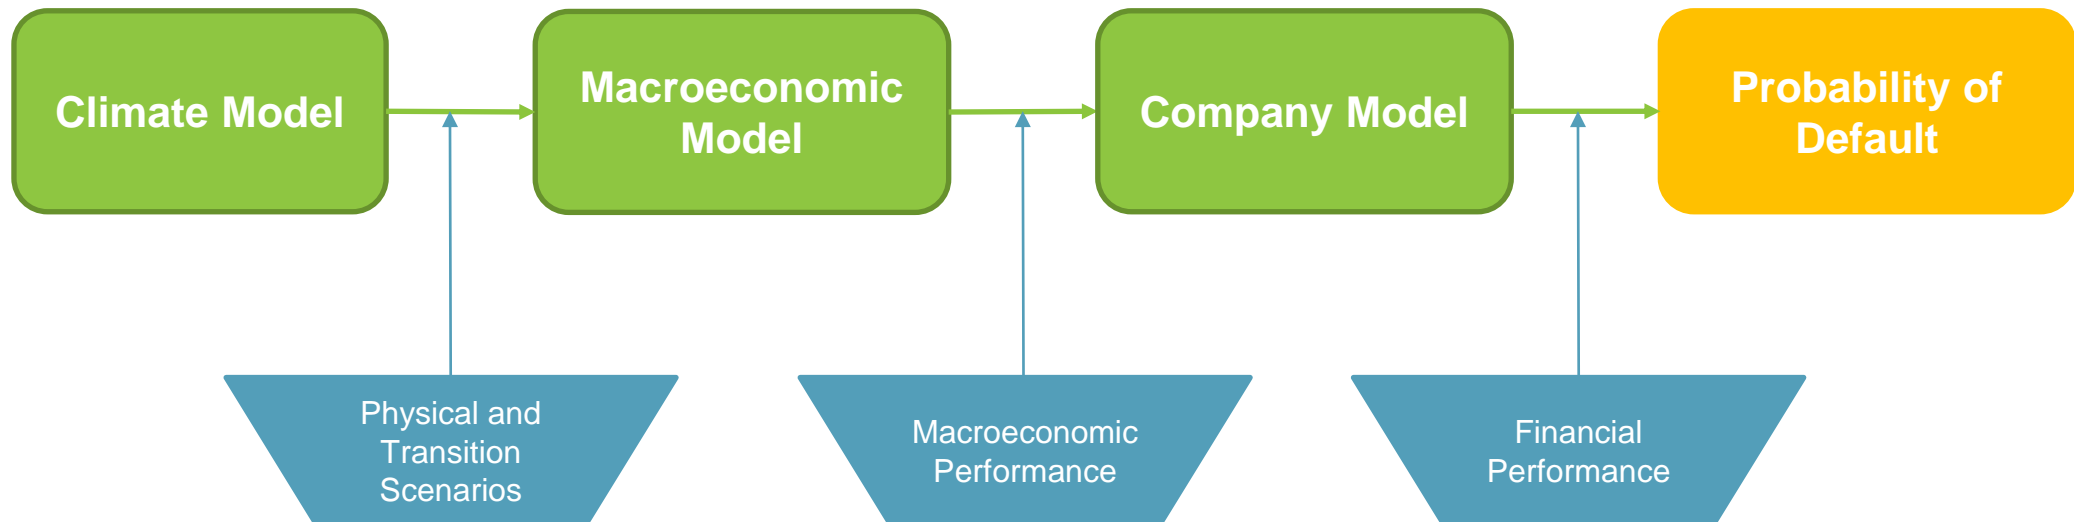 Climate Model
Macroeconomic
Model
Company Model
Probability of
Default
Physical and
Transition
Scenarios
Macroeconomic
Performance
Financial
Performance